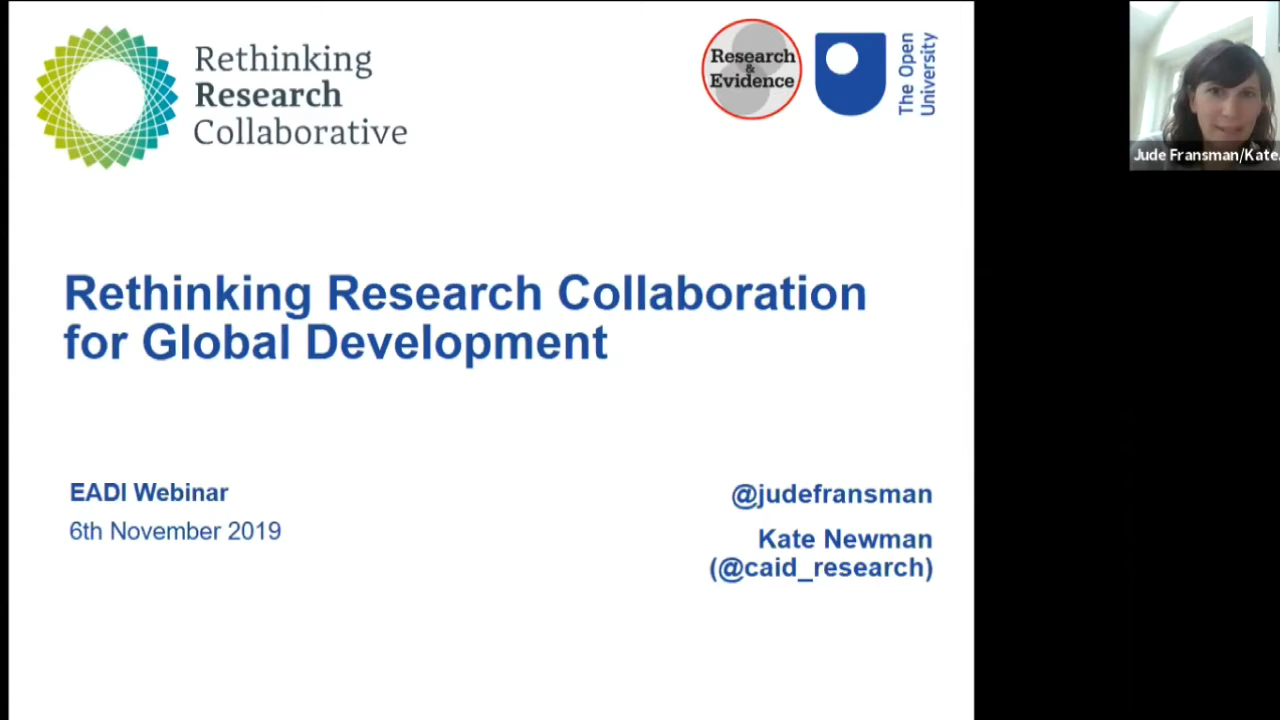 Rethinking
Research
Collaborative
Research
&
Evidence
The Open
University
Jude Fransman/Kate
Rethinking Research Collaboration
for Global Development
EADI Webinar
6th November 2019
@judefransman
Kate Newman
(@caid_research)